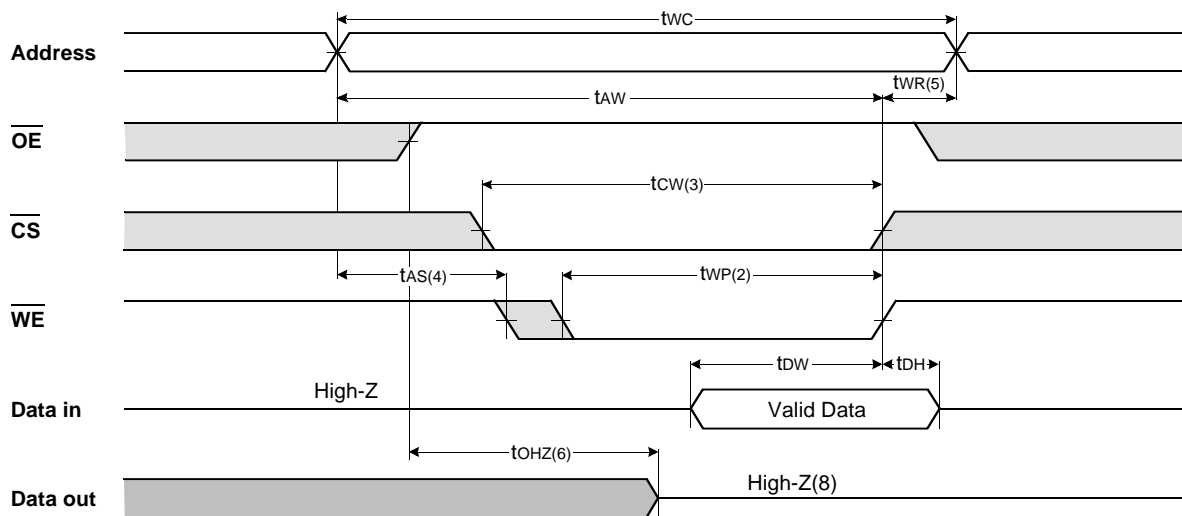 tWC
Address
tWR(5)
tAW
OE
tCW(3)
CS
tAS(4)
tWP(2)
WE
tDW
tDH
High-Z
Data in
Valid Data
tOHZ(6)
High-Z(8)
Data out